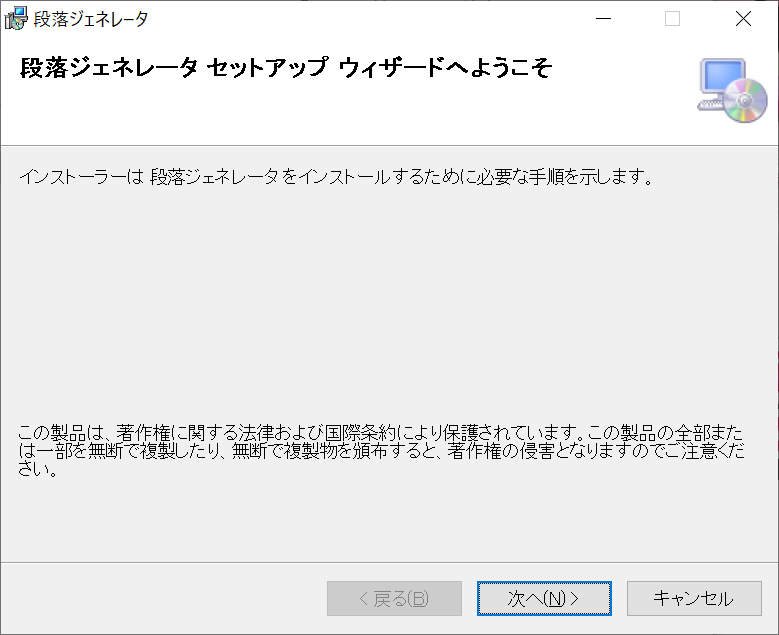 段落ジェネレータ
段落ジェネレータ セットアップ ウィザードへようこそ
インストーラーは 段落ジェネレータをインストールするために必要な手順を示します。
この製品は、著作権に関する法律および国際条約により保護されています。この製品の全部また
は一部を無断で複製したり、無断で複製物を頒布すると、著作権の侵害となりますのでご注意くだ
さい。
< 戻る(B)
次へ(N) >
キャンセル